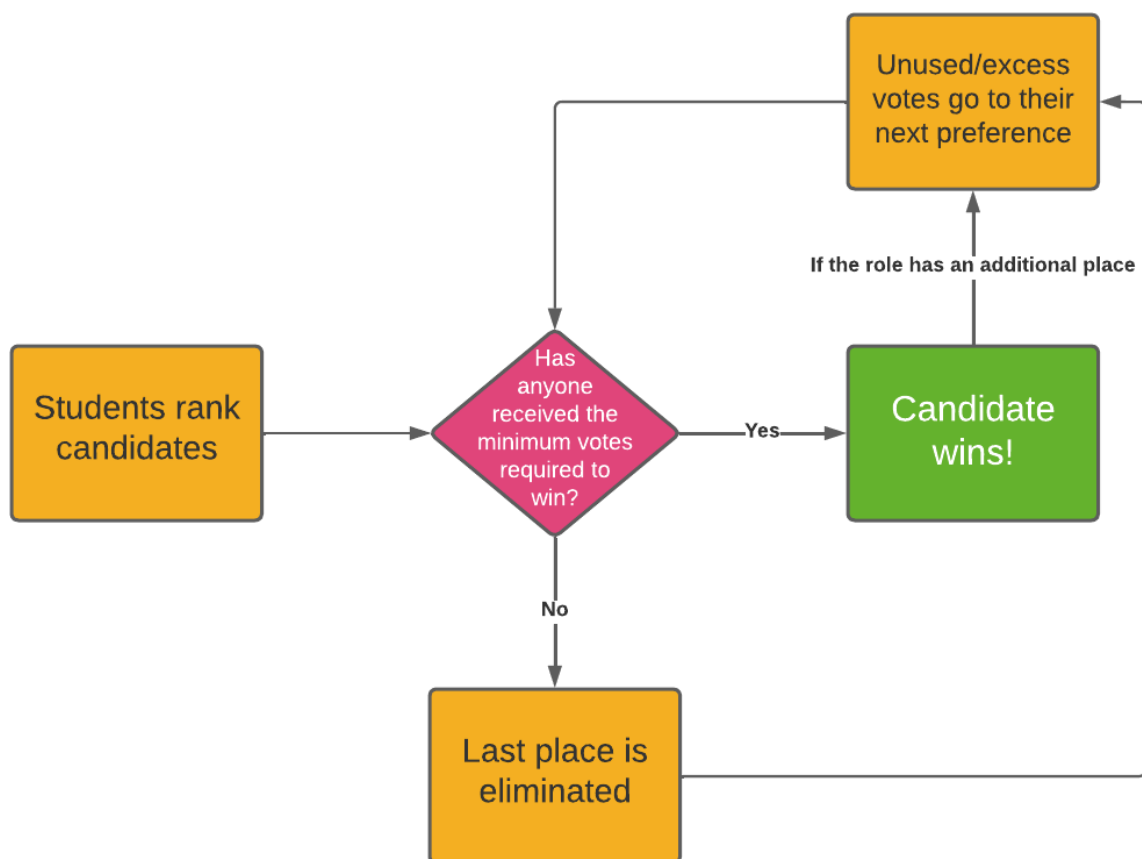 Unused/excess
votes go to their
next preference
If the role has an additional place
Students rank
candidates
Has
anyone
received the
minimum votes
required to
win?
Yes
Candidate
wins!
No
Last place is
eliminated